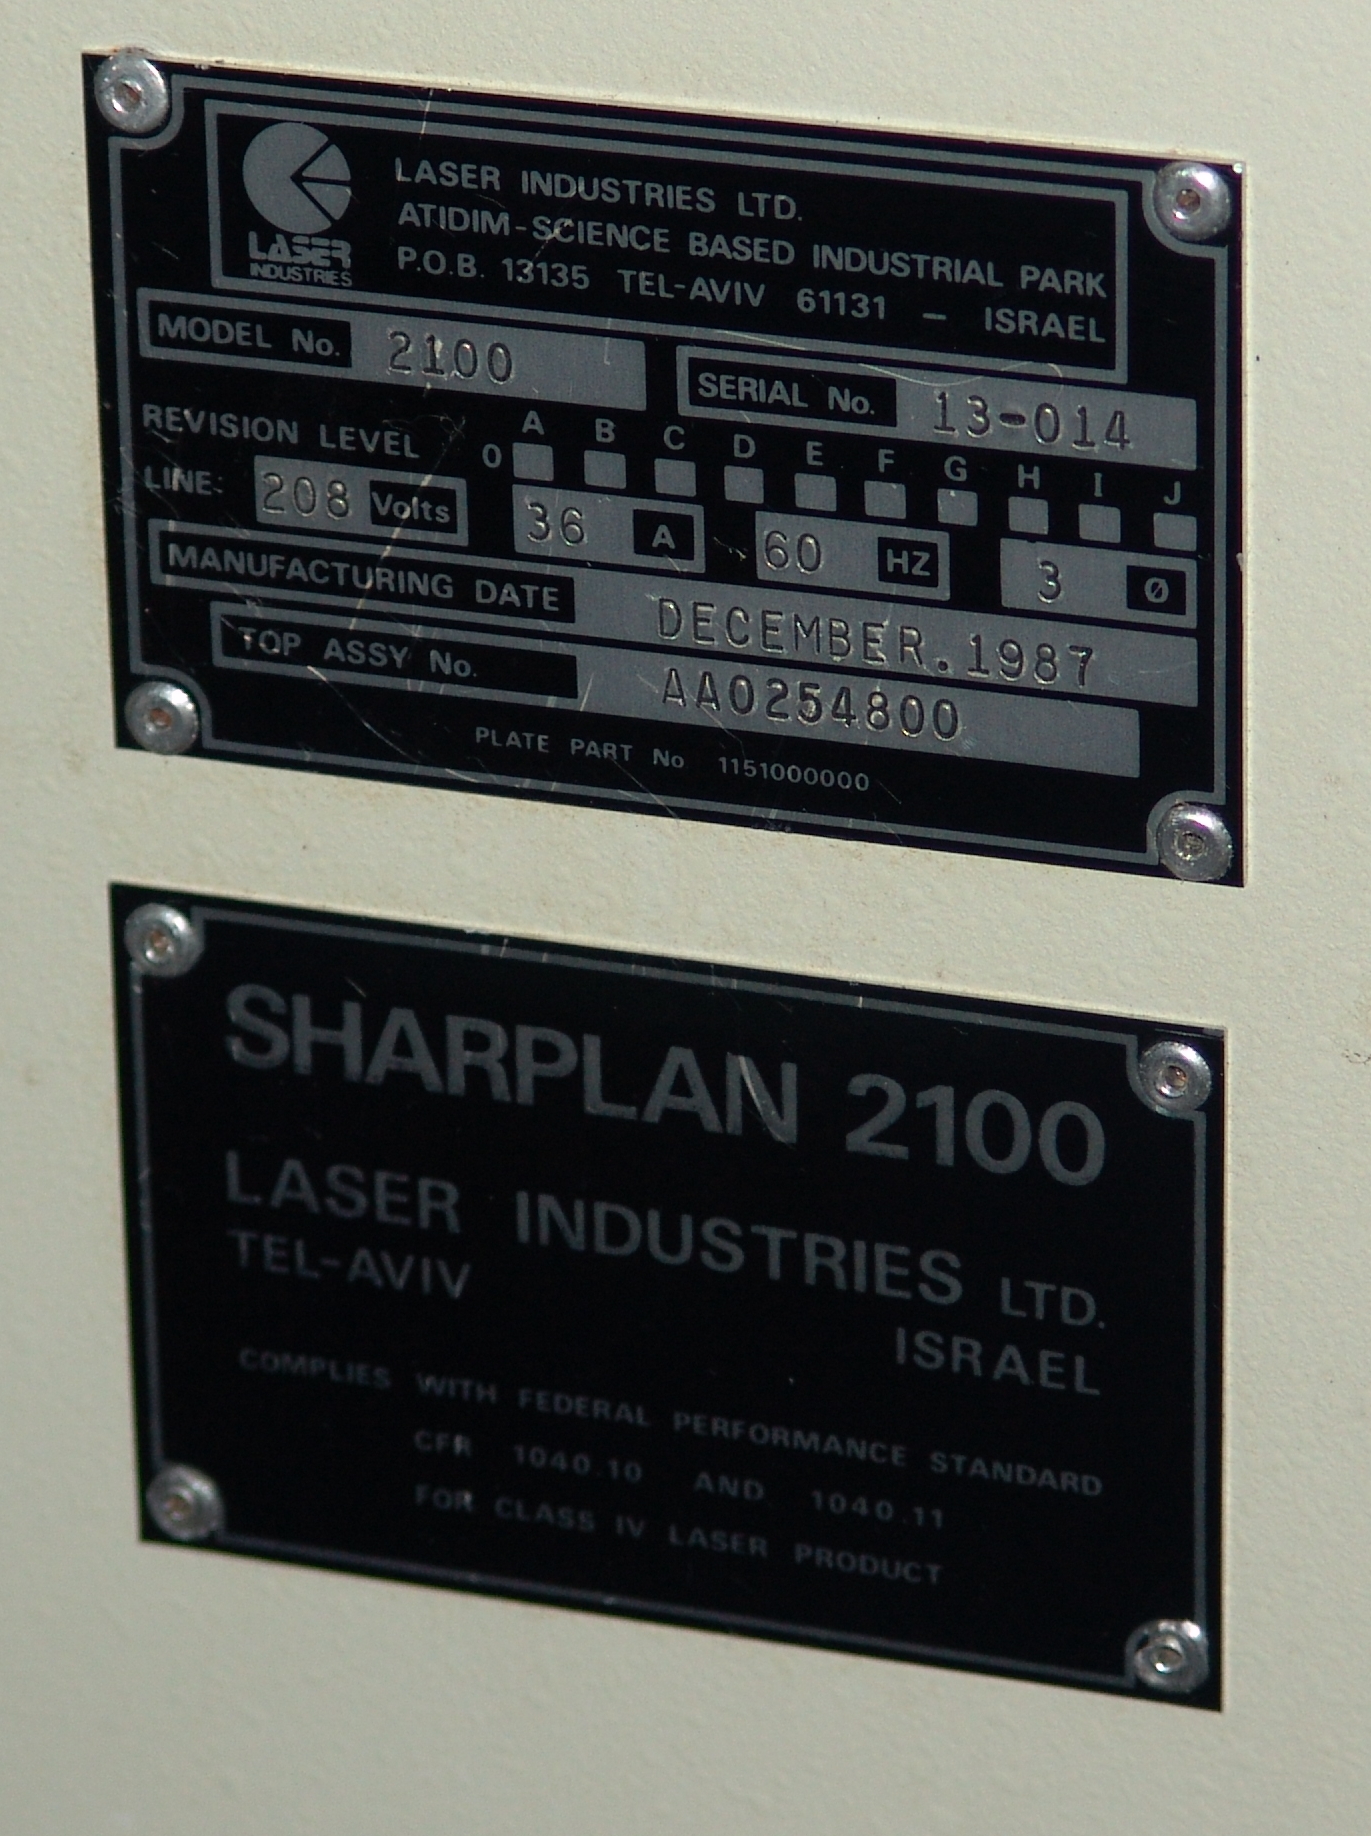 LASER
INDUSTRIES
LASER INDUSTRIES LTD.
ATIDIM-SCIENCE BASED INDUSTRIAL PARK
P.O.B. 13135 TEL-AVIV 61131 - ISRAEL
MODEL No. 2100 SERIAL No. 13-014
REVISION LEVEL 0 A B C D E F G H I J
LINE: 208 Volts 36 A 60 HZ 3 Ø
MANUFACTURING DATE DECEMBER.1987
TOP ASSY No. AA0254800
PLATE PART No 1151000000
SHARPLAN 2100
LASER INDUSTRIES LTD.
TEL-AVIV
ISRAEL
COMPLIES WITH FEDERAL PERFORMANCE STANDARD
CFR 1040.10 AND 1040.11
FOR CLASS IV LASER PRODUCT